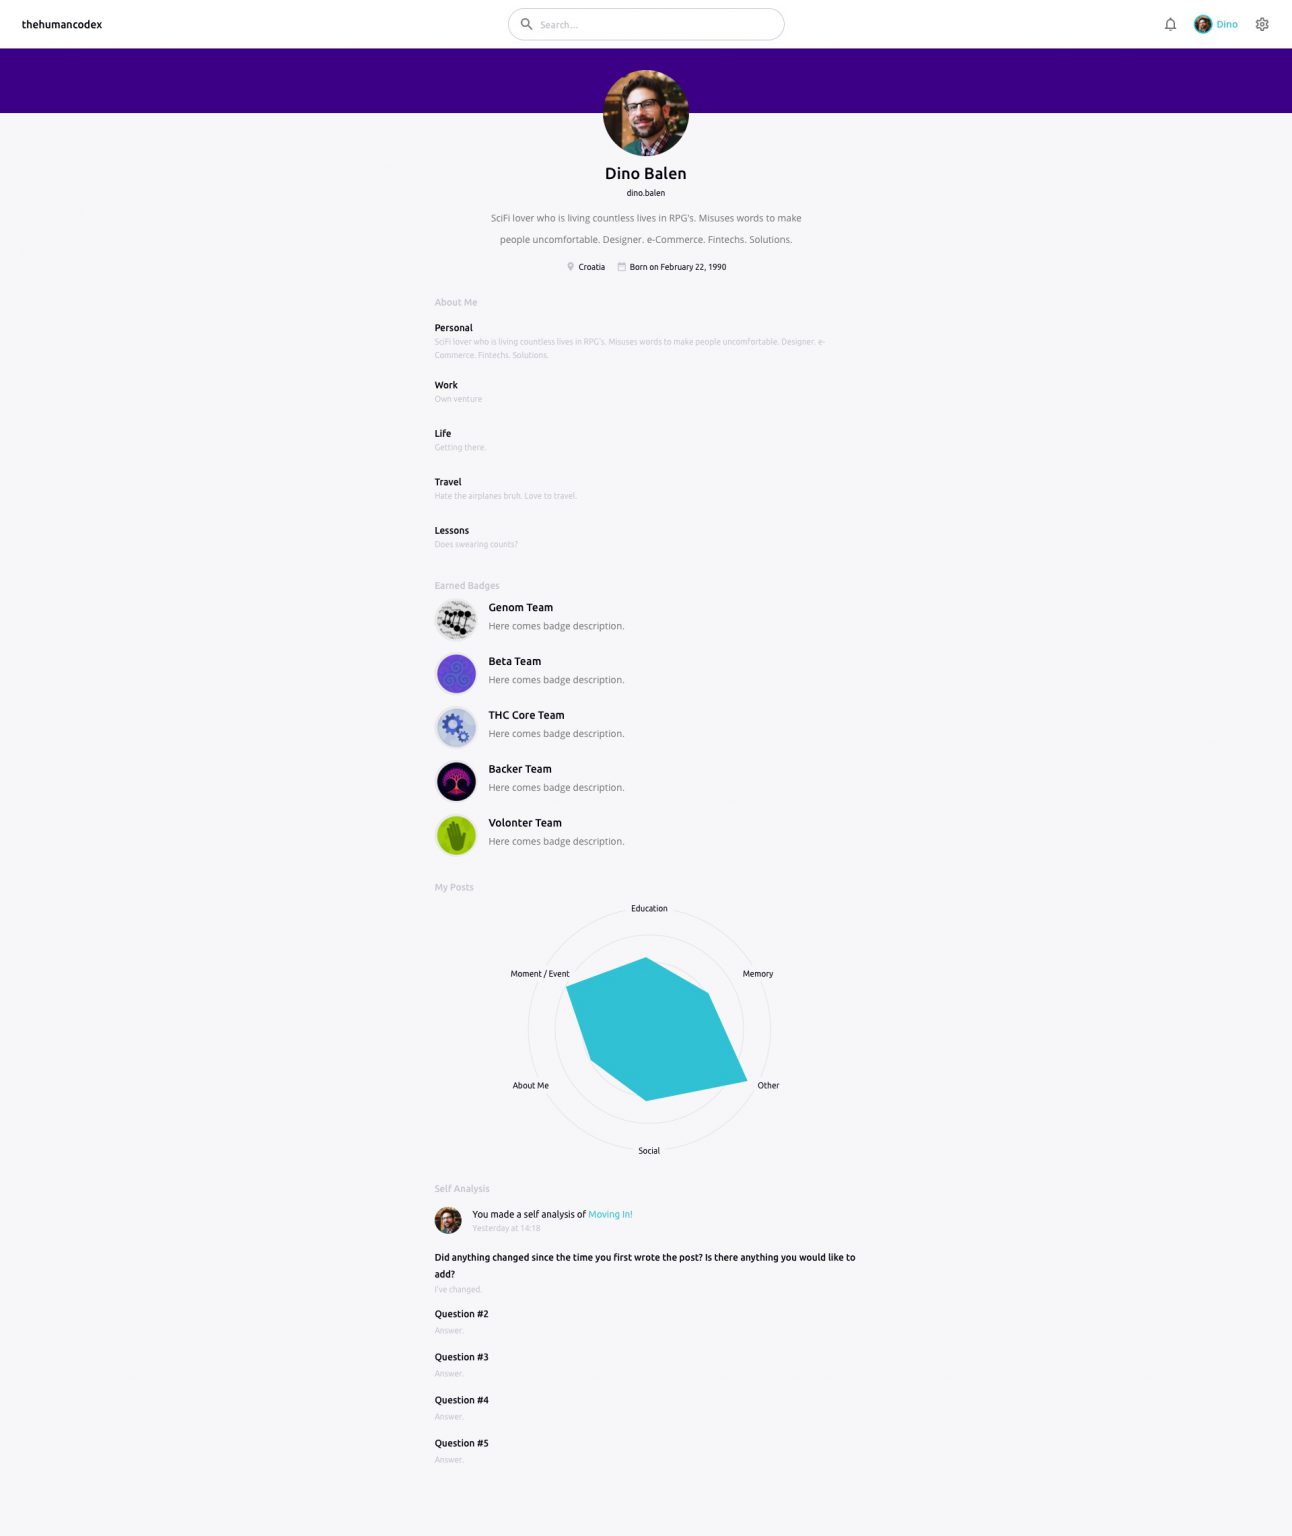 thehumancodex
Search...
Dino
Dino Balen
dino.balen
SciFi lover who is living countless lives in RPG's. Misuses words to make
people uncomfortable. Designer. e-Commerce. Fintechs. Solutions.
Croatia
Born on February 22, 1990
About Me
Personal
SciFi lover who is living countless lives in RPG's. Misuses words to make people uncomfortable. Designer. e-
Commerce. Fintechs. Solutions.
Work
Own venture
Life
Getting there.
Travel
Hate the airplanes bruh. Love to travel.
Lessons
Does swearing counts?
Earned Badges
Genom Team
Here comes badge description.
Beta Team
Here comes badge description.
THC Core Team
Here comes badge description.
Backer Team
Here comes badge description.
Volonter Team
Here comes badge description.
My Posts
Education
Moment / Event
Memory
About Me
Other
Social
Self Analysis
You made a self analysis of Moving In!
Yesterday at 14:18
Did anything changed since the time you first wrote the post? Is there anything you would like to
add?
I've changed.
Question #2
Answer.
Question #3
Answer.
Question #4
Answer.
Question #5
Answer.